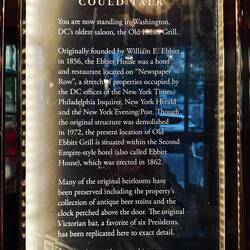 COULD TALK
You are now standing in Washington,
DC's oldest saloon, the Old Ebbitt Grill.
Originally founded by William E. Ebbitt
in 1856, the Ebbitt House was a hotel
and restaurant located on "Newspaper
Row", a stretch of properties occupied by
the DC offices of the New York Times,
Philadelphia Inquirer, New York Herald
and the New York Evening Post. Though
the original structure was demolished
in 1972, the present location of Old
Ebbitt Grill is situated within the Second
Empire-style hotel (also called Ebbitt
House), which was erected in 1862.
Many of the original heirlooms have
been preserved including the property's
collection of antique beer steins and the
clock perched above the door. The original
Victorian bar, a favorite of six Presidents,
has been replicated here to exact detail.